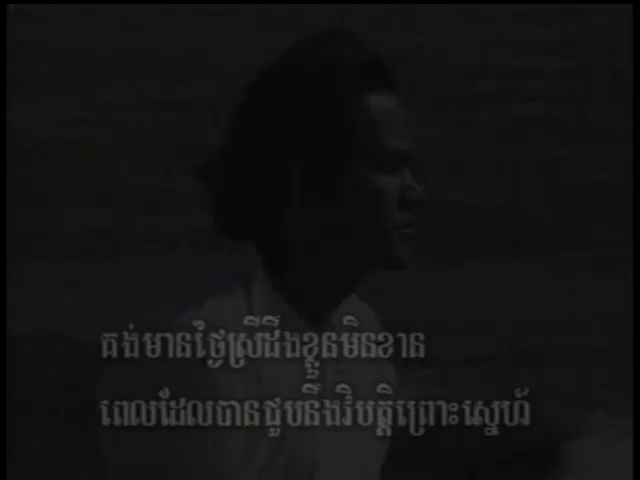 គង់មានថ្ងៃស្រីដឹងខ្លួនមិនខាន
ពេលដែលបានជួបនឹងវិបត្តិព្រោះស្នេហ៍